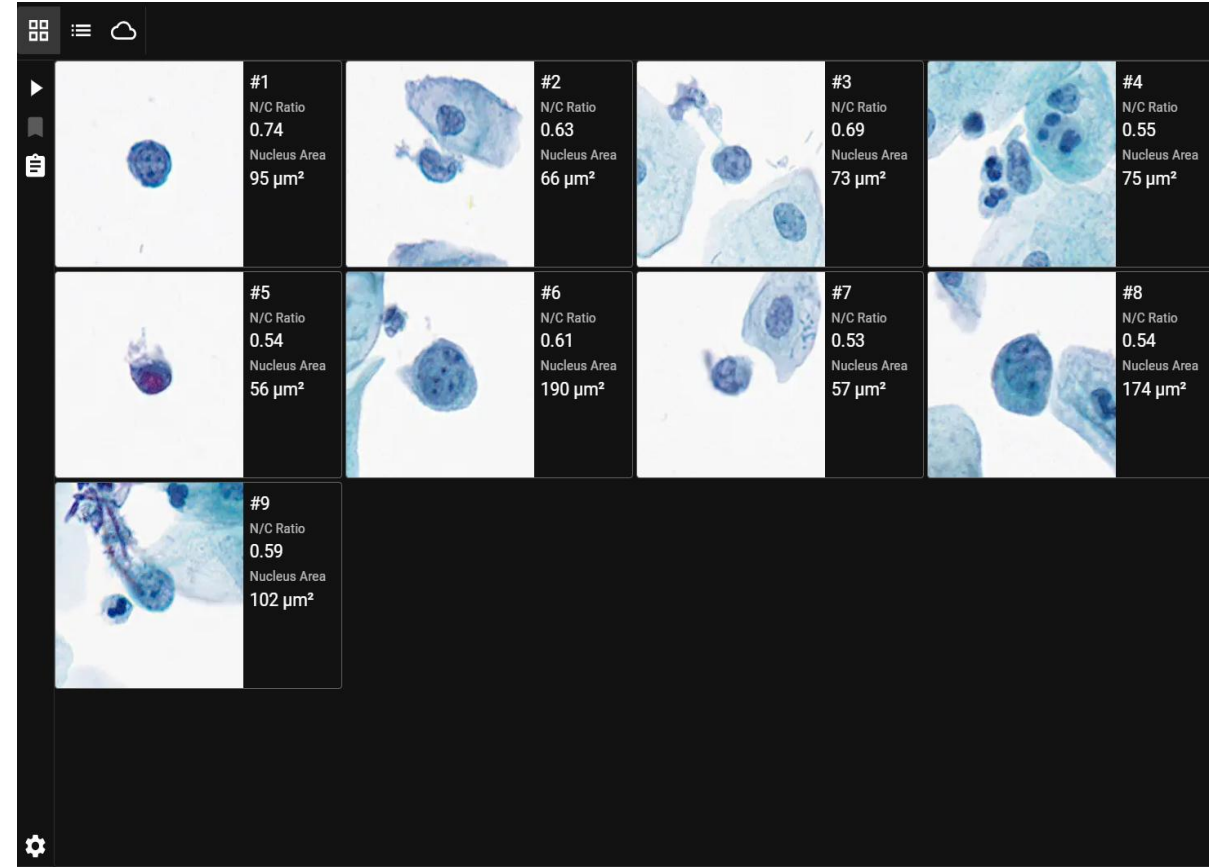 #1
N/C Ratio
0.74
Nucleus Area
95 µm²
#2
N/C Ratio
0.63
Nucleus Area
66 µm²
#3
N/C Ratio
0.69
Nucleus Area
73 µm²
#4
N/C Ratio
0.55
Nucleus Area
75 µm²
#5
N/C Ratio
0.54
Nucleus Area
56 µm²
#6
N/C Ratio
0.61
Nucleus Area
190 µm²
#7
N/C Ratio
0.53
Nucleus Area
57 µm²
#8
N/C Ratio
0.54
Nucleus Area
174 µm²
#9
N/C Ratio
0.59
Nucleus Area
102 µm²